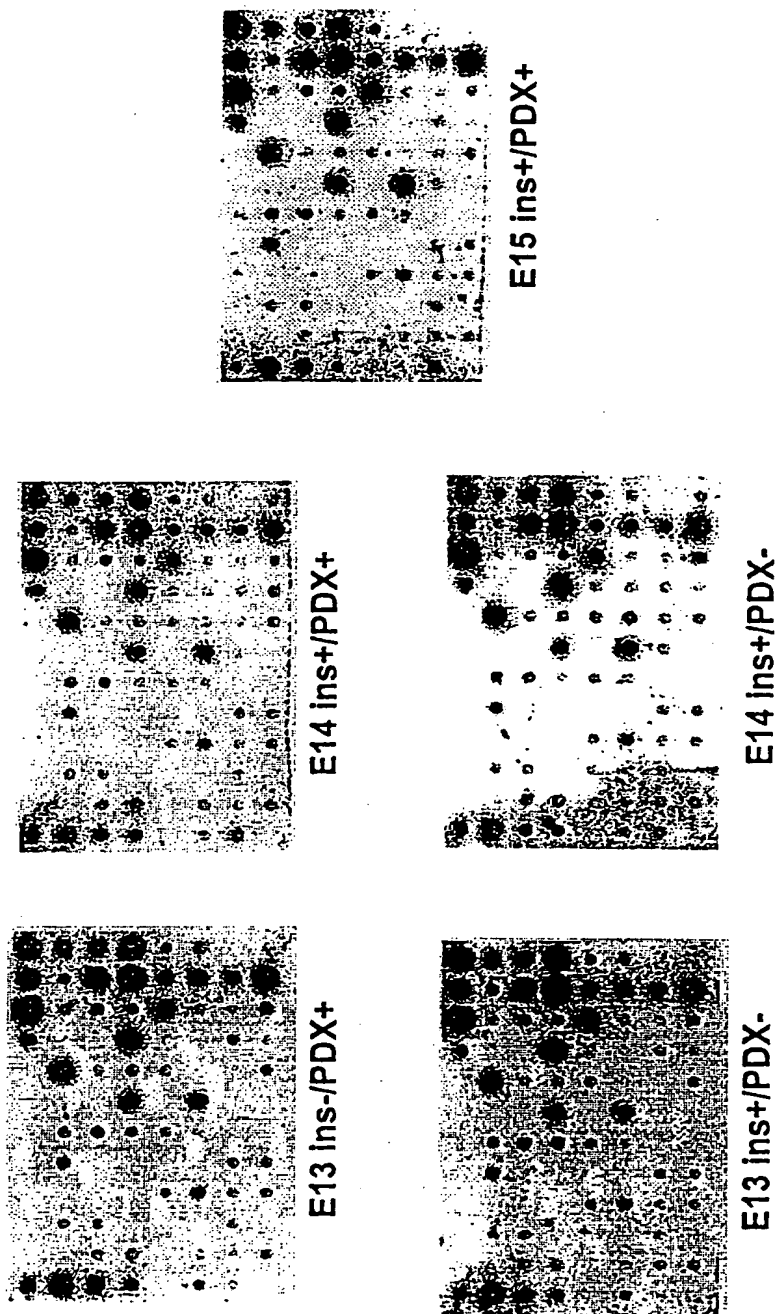 E13 ins-/PDX+
E14 ins+/PDX+
E15 ins+/PDX+
E13 ins+/PDX-
E14 ins+/PDX-